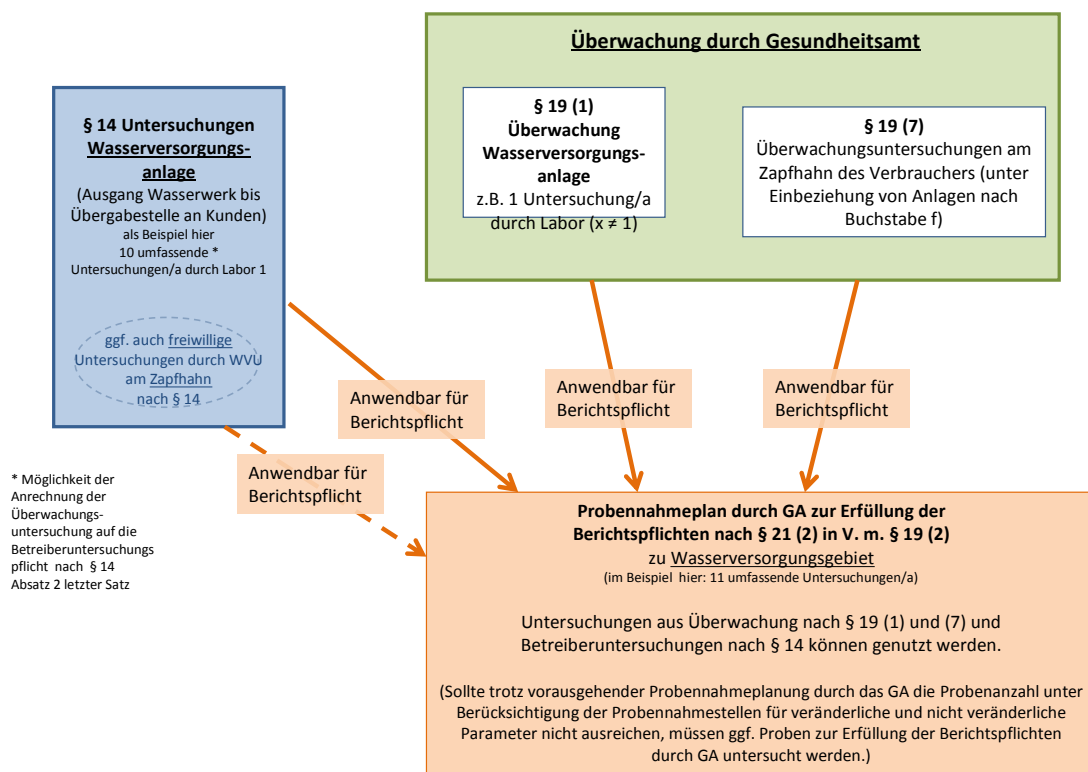 Überwachung durch Gesundheitsamt
§ 14 Untersuchungen
Wasserversorgungs-
anlage
(Ausgang Wasserwerk bis
Übergabestelle an Kunden)
als Beispiel hier
10 umfassende *
Untersuchungen/a durch Labor 1
ggf. auch freiwillige
Untersuchungen durch WVU
am Zapfhahn
nach § 14
§ 19 (1)
Überwachung
Wasserversorgungs-
anlage
z.B. 1 Untersuchung/a
durch Labor (x ≠ 1)
§ 19 (7)
Überwachungsuntersuchungen am
Zapfhahn des Verbrauchers (unter
Einbeziehung von Anlagen nach
Buchstabe f)
Anwendbar für
Berichtspflicht
Anwendbar für
Berichtspflicht
Anwendbar für
Berichtspflicht
Anwendbar für
Berichtspflicht
* Möglichkeit der
Anrechnung der
Überwachungs-
untersuchung auf die
Betreiberuntersuchungs
pflicht nach § 14
Absatz 2 letzter Satz
Probennahmeplan durch GA zur Erfüllung der
Berichtspflichten nach § 21 (2) in V. m. § 19 (2)
zu Wasserversorgungsgebiet
(im Beispiel hier: 11 umfassende Untersuchungen/a)
Untersuchungen aus Überwachung nach § 19 (1) und (7) und
Betreiberuntersuchungen nach § 14 können genutzt werden.
(Sollte trotz vorausgehender Probennahmeplanung durch das GA die Probenanzahl unter
Berücksichtigung der Probennahmestellen für veränderliche und nicht veränderliche
Parameter nicht ausreichen, müssen ggf. Proben zur Erfüllung der Berichtspflichten
durch GA untersucht werden.)